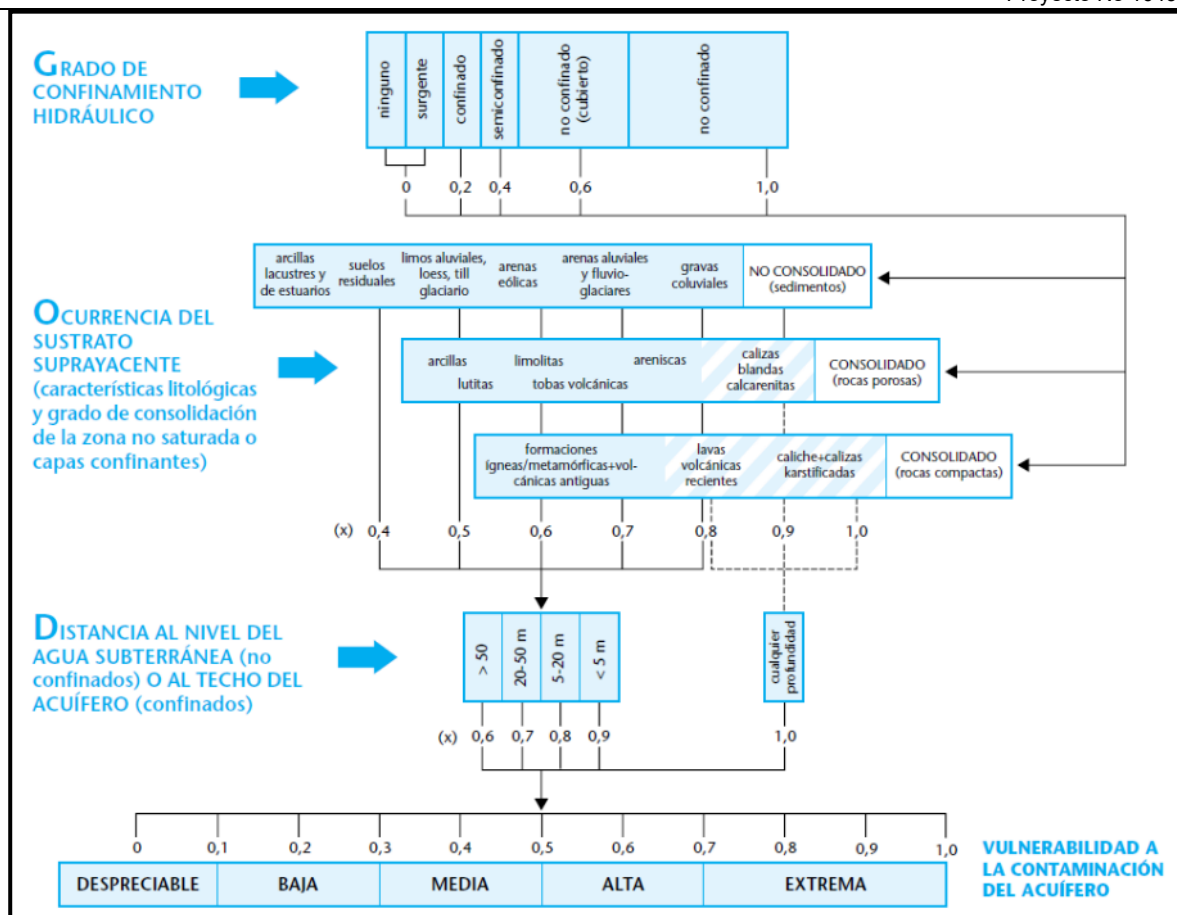 GRADO DE
CONFINAMIENTO
HIDRÁULICO
ninguno
surgente
confinado
semiconfinado
no confinado
(cubierto)
no confinado
0
0,2
0,4
0,6
1,0
OCURRENCIA DEL
SUSTRATO
SUPRAYACENTE
(características litológicas
y grado de consolidación
de la zona no saturada o
capas confinantes)
arcillas
lacustres y
de estuarios
suelos
residuales
limos aluviales,
loess, till
glaciario
arenas
eólicas
arenas aluviales
y fluvio-
glaciares
gravas
coluviales
NO CONSOLIDADO
(sedimentos)
arcillas
lutitas
limolitas
tobas volcánicas
areniscas
calizas
blandas
calcarenitas
CONSOLIDADO
(rocas porosas)
formaciones
ígneas/metamórficas+vol-
cánicas antiguas
lavas
volcánicas
recientes
caliche+calizas
karstificadas
CONSOLIDADO
(rocas compactas)
(x) 0,4 0,5 0,6 0,7 0,8 0,9 1,0
DISTANCIA AL NIVEL DEL
AGUA SUBTERRÁNEA (no
confinados) O AL TECHO DEL
ACUÍFERO (confinados)
> 50
20-50 m
5-20 m
< 5 m
cualquier
profundidad
(x) 0,6 0,7 0,8 0,9 1,0
0 0,1 0,2 0,3 0,4 0,5 0,6 0,7 0,8 0,9 1,0
DESPRECIABLE BAJA MEDIA ALTA EXTREMA
VULNERABILIDAD A
LA CONTAMINACIÓN
DEL ACUÍFERO